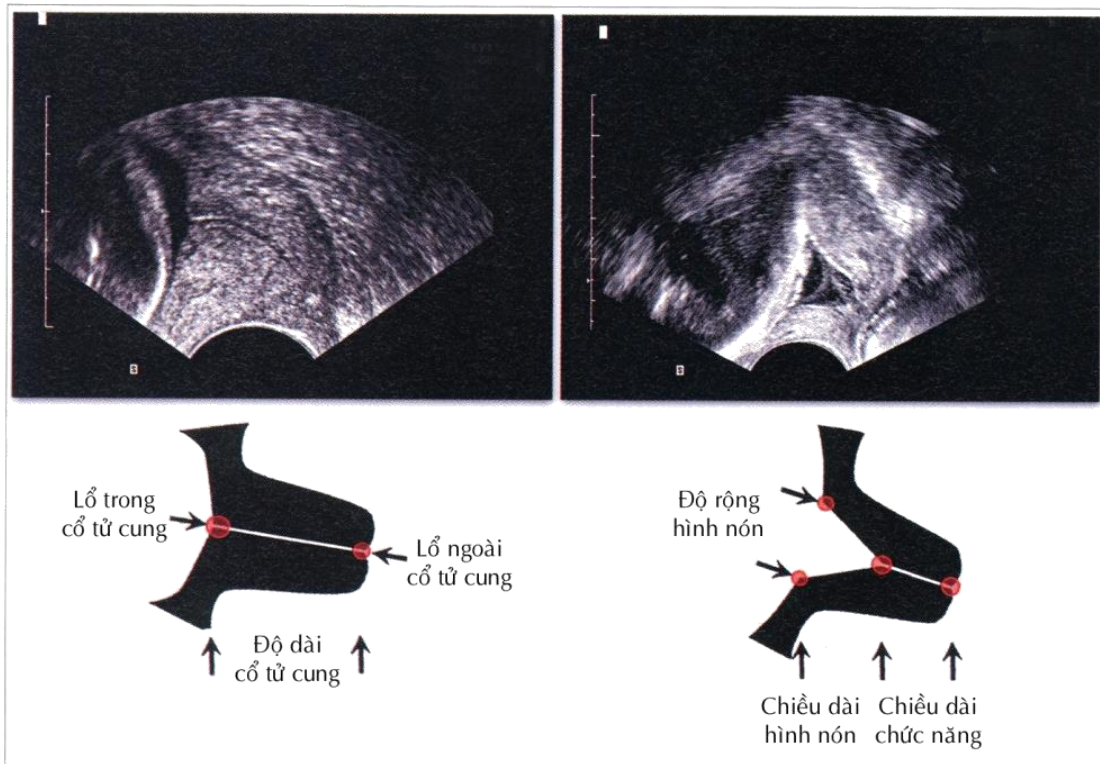 Lổ trong
cổ tử cung
Lổ ngoài
cổ tử cung
Độ dài
cổ tử cung
Độ rộng
hình nón
Chiều dài
hình nón
Chiều dài
chức năng